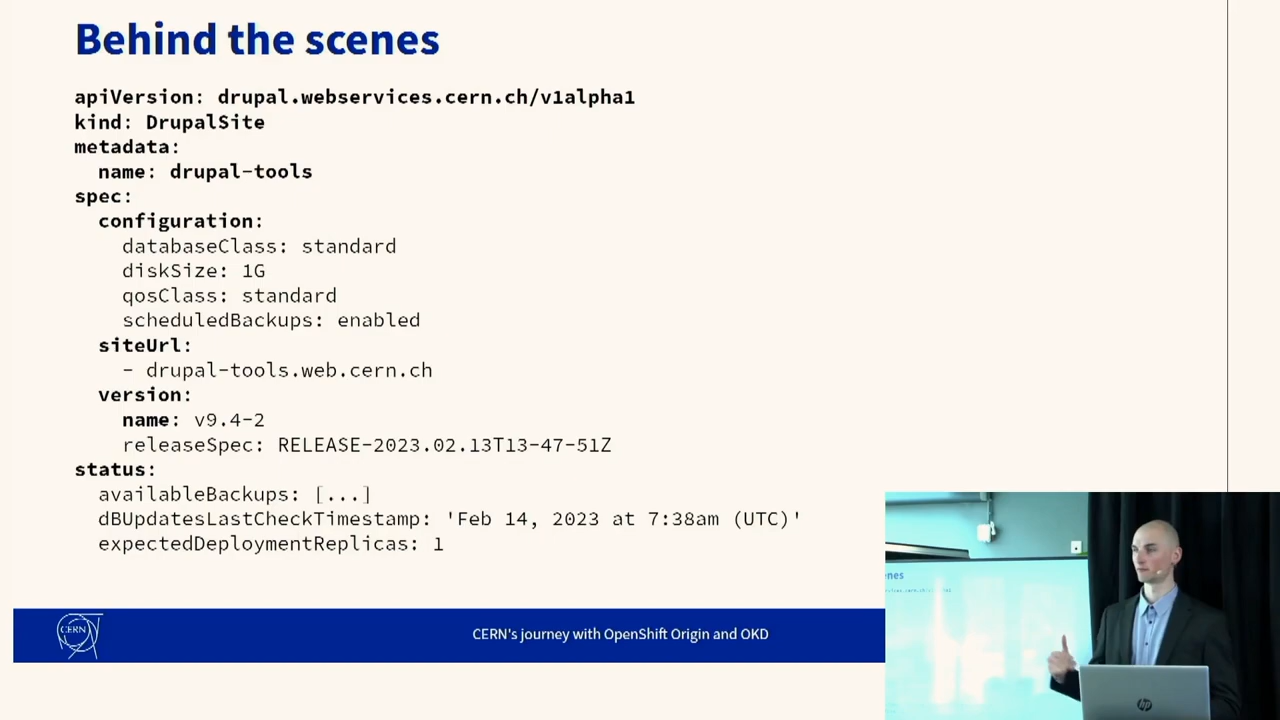 Behind the scenes
apiVersion: drupal.webservices.cern.ch/v1alpha1
kind: DrupalSite
metadata:
  name: drupal-tools
spec:
  configuration:
    databaseClass: standard
    diskSize: 1G
    qosClass: standard
    scheduledBackups: enabled
  siteUrl:
    - drupal-tools.web.cern.ch
  version:
    name: v9.4-2
    releaseSpec: RELEASE-2023.02.13T13-47-51Z
status:
  availableBackups: [...]
  dBUpdatesLastCheckTimestamp: 'Feb 14, 2023 at 7:38am (UTC)'
  expectedDeploymentReplicas: 1
CERN
CERN's journey with OpenShift Origin and OKD
enes
hp